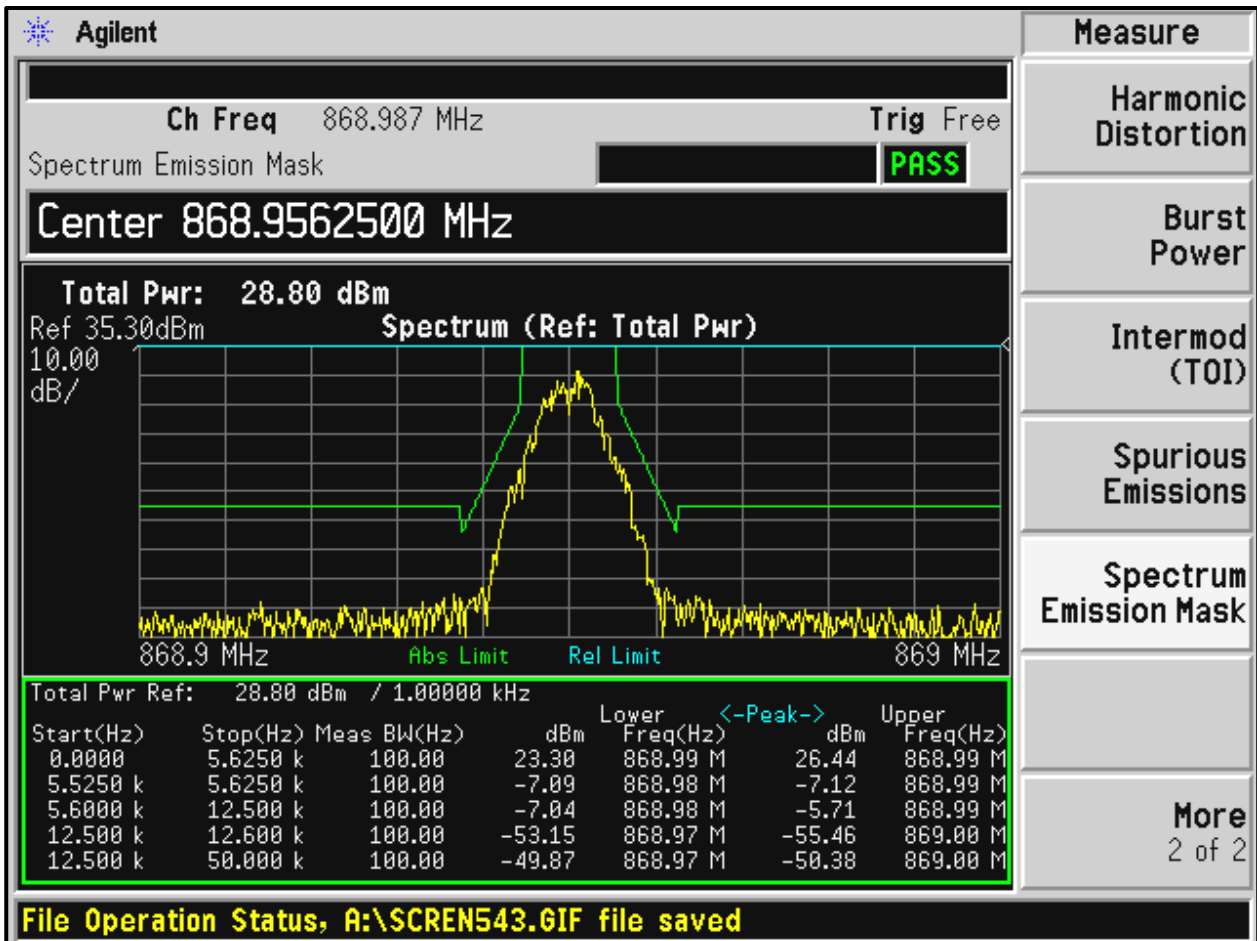 Agilent
Ch Freq 868.987 MHz Trig Free
Spectrum Emission Mask PASS
Center 868.9562500 MHz
Total Pwr: 28.80 dBm
Ref 35.30dBm Spectrum (Ref: Total Pwr)
10.00
dB/
868.9 MHz Abs Limit Rel Limit 869 MHz
Total Pwr Ref: 28.80 dBm / 1.00000 kHz
Lower <-Peak-> Upper
Start(Hz) Stop(Hz) Meas BW(Hz) dBm Freq(Hz) dBm Freq(Hz)
0.0000 5.6250 k 100.00 23.30 868.99 M 26.44 868.99 M
5.5250 k 5.6250 k 100.00 -7.09 868.98 M -7.12 868.99 M
5.6000 k 12.500 k 100.00 -7.04 868.98 M -5.71 868.99 M
12.500 k 12.600 k 100.00 -53.15 868.97 M -55.46 869.00 M
12.500 k 50.000 k 100.00 -49.87 868.97 M -50.38 869.00 M
File Operation Status, A:\SCREN543.GIF file saved
Measure
Harmonic
Distortion
Burst
Power
Intermod
(TOI)
Spurious
Emissions
Spectrum
Emission Mask
More
2 of 2